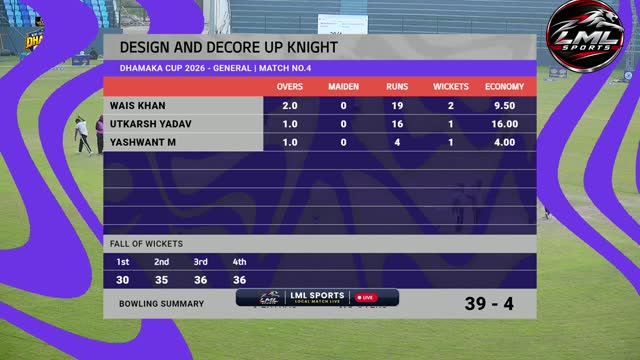 LML
SPORTS
DESIGN AND DECORE UP KNIGHT
DHAMAKA CUP 2026 - GENERAL | MATCH NO.4
OVERS MAIDEN RUNS WICKETS ECONOMY
WAIS KHAN 2.0 0 19 2 9.50
UTKARSH YADAV 1.0 0 16 1 16.00
YASHWANT M 1.0 0 4 1 4.00
FALL OF WICKETS
1st 2nd 3rd 4th
30 35 36 36
BOWLING SUMMARY
LML SPORTS
LOCAL MATCH LIVE
LIVE
39 - 4